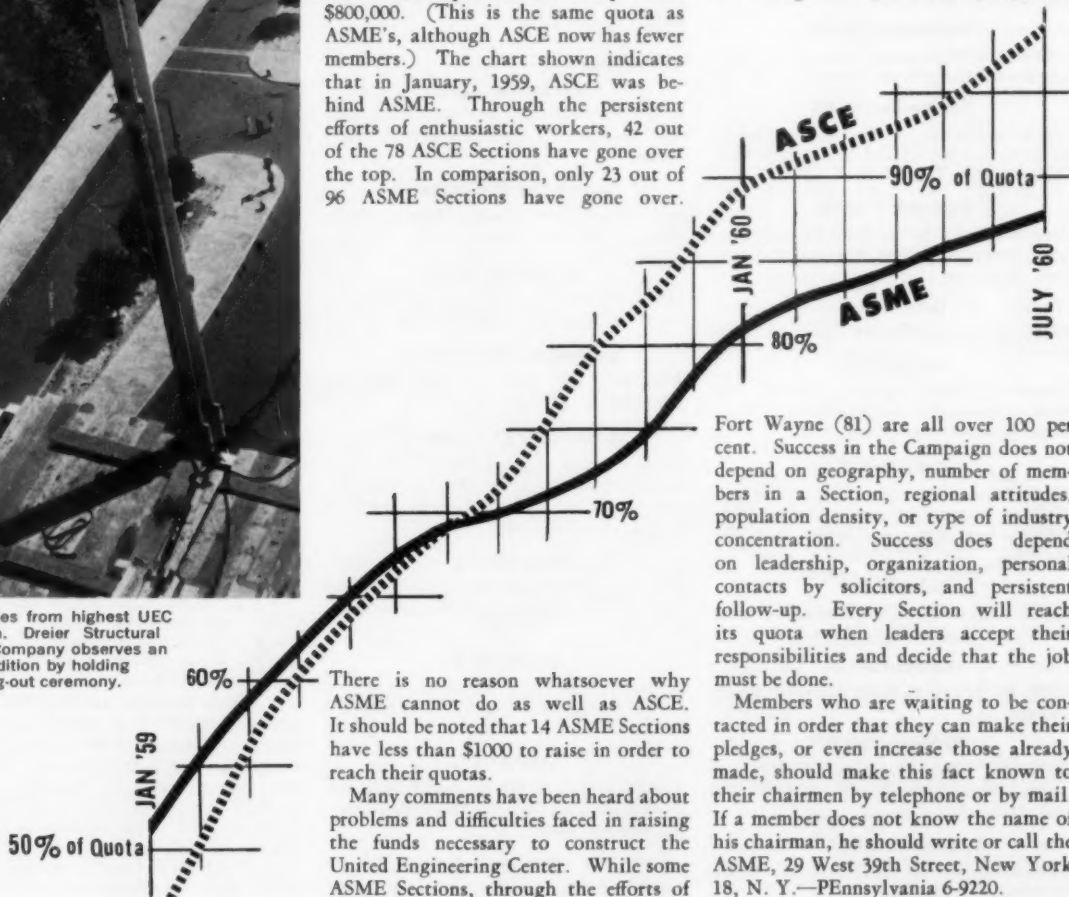 $800,000. (This is the same quota as
ASME's, although ASCE now has fewer
members.) The chart shown indicates
that in January, 1959, ASCE was be-
hind ASME. Through the persistent
efforts of enthusiastic workers, 42 out
of the 78 ASCE Sections have gone over
the top. In comparison, only 23 out of
96 ASME Sections have gone over.
There is no reason whatsoever why
ASME cannot do as well as ASCE.
It should be noted that 14 ASME Sections
have less than $1000 to raise in order to
reach their quotas.
Many comments have been heard about
problems and difficulties faced in raising
the funds necessary to construct the
United Engineering Center. While some
ASME Sections, through the efforts of
Fort Wayne (81) are all over 100 per
cent. Success in the Campaign does not
depend on geography, number of mem-
bers in a Section, regional attitudes,
population density, or type of industry
concentration. Success does depend
on leadership, organization, personal
contacts by solicitors, and persistent
follow-up. Every Section will reach
its quota when leaders accept their
responsibilities and decide that the job
must be done.
Members who are waiting to be con-
tacted in order that they can make their
pledges, or even increase those already
made, should make this fact known to
their chairmen by telephone or by mail.
If a member does not know the name of
his chairman, he should write or call the
ASME, 29 West 39th Street, New York
18, N. Y.—PEnnsylvania 6-9220.
es from highest UEC
. Dreier Structural
Company observes an
dition by holding
g-out ceremony.
ASCE
90% of Quota
JAN '60
ASME
JULY '60
80%
70%
60%
JAN '59
50% of Quota